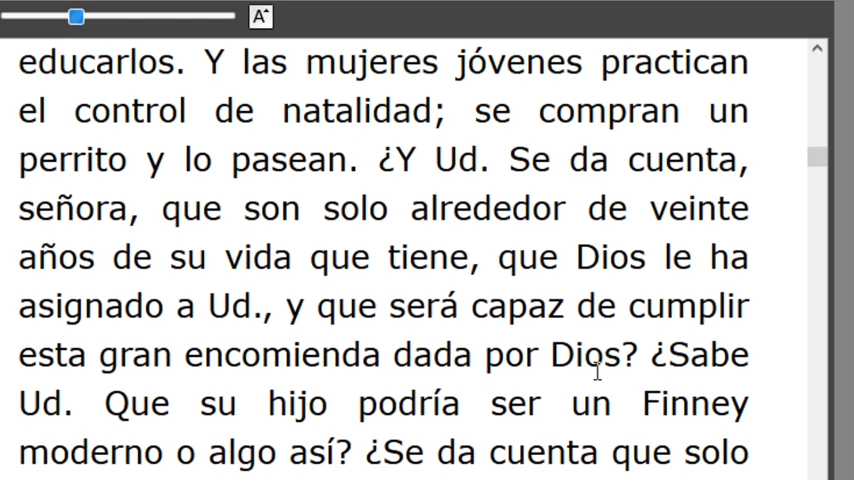 A
educarlos. Y las mujeres jóvenes practican
el control de natalidad; se compran un
perrito y lo pasean. ¿Y Ud. Se da cuenta,
señora, que son solo alrededor de veinte
años de su vida que tiene, que Dios le ha
asignado a Ud., y que será capaz de cumplir
esta gran encomienda dada por Dios? ¿Sabe
Ud. Que su hijo podría ser un Finney
moderno o algo así? ¿Se da cuenta que solo